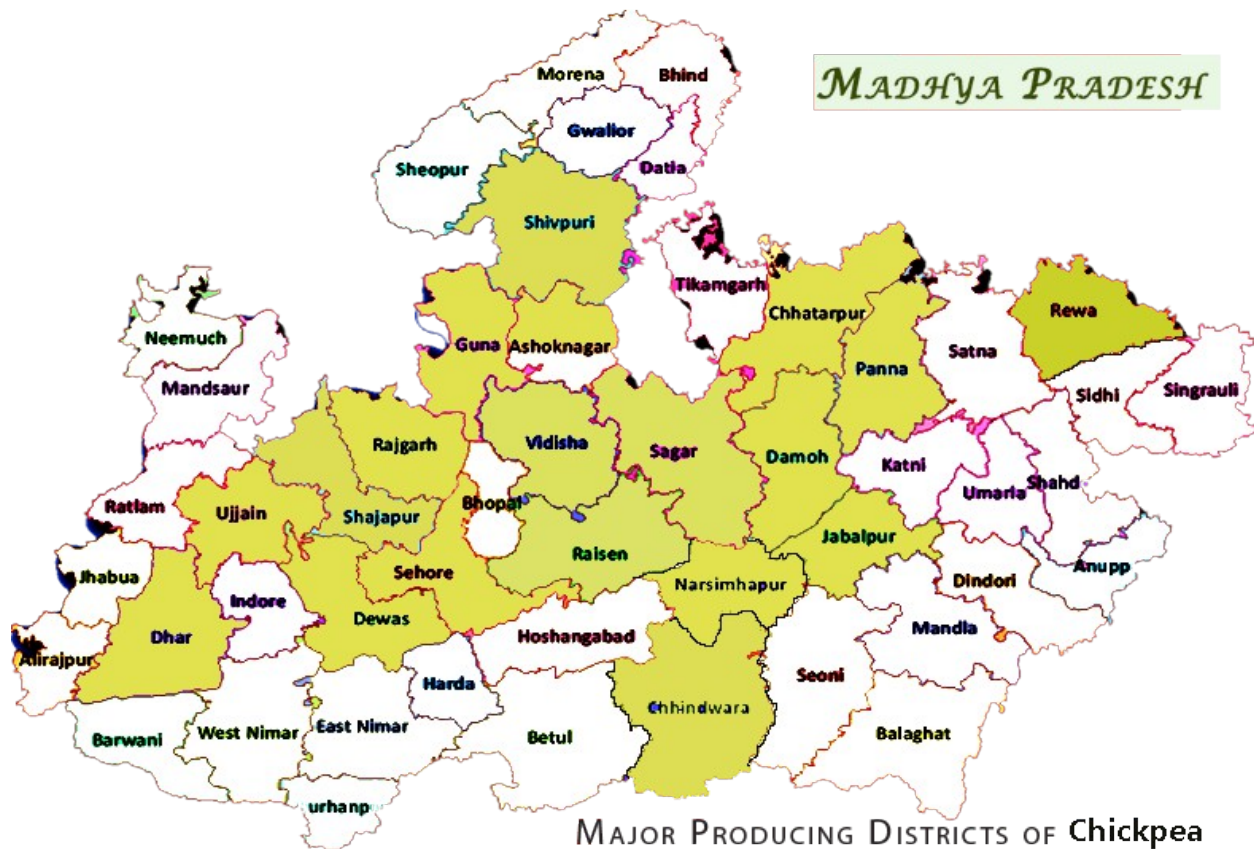 MADHYA PRADESH
Morena
Bhind
Gwalior
Sheopur
Datia
Shivpuri
Tikamgarh
Chhatarpur
Rewa
Neemuch
Guna
Ashoknagar
Satna
Panna
Mandsaur
Sidhi
Singrauli
Rajgarh
Vidisha
Sagar
Damoh
Katni
Umaria
Shahd
Ratlam
Ujjain
Shajapur
Bhopal
Raisen
Jabalpur
Jhabua
Sehore
Narsimhapur
Dindori
Anupp
Indore
Dewas
Dhar
Hoshangabad
Mandla
Alirajpur
Harda
Seoni
Chhindwara
Barwani
West Nimar
East Nimar
Betul
Balaghat
urhanp
MAJOR PRODUCING DISTRICTS OF Chickpea